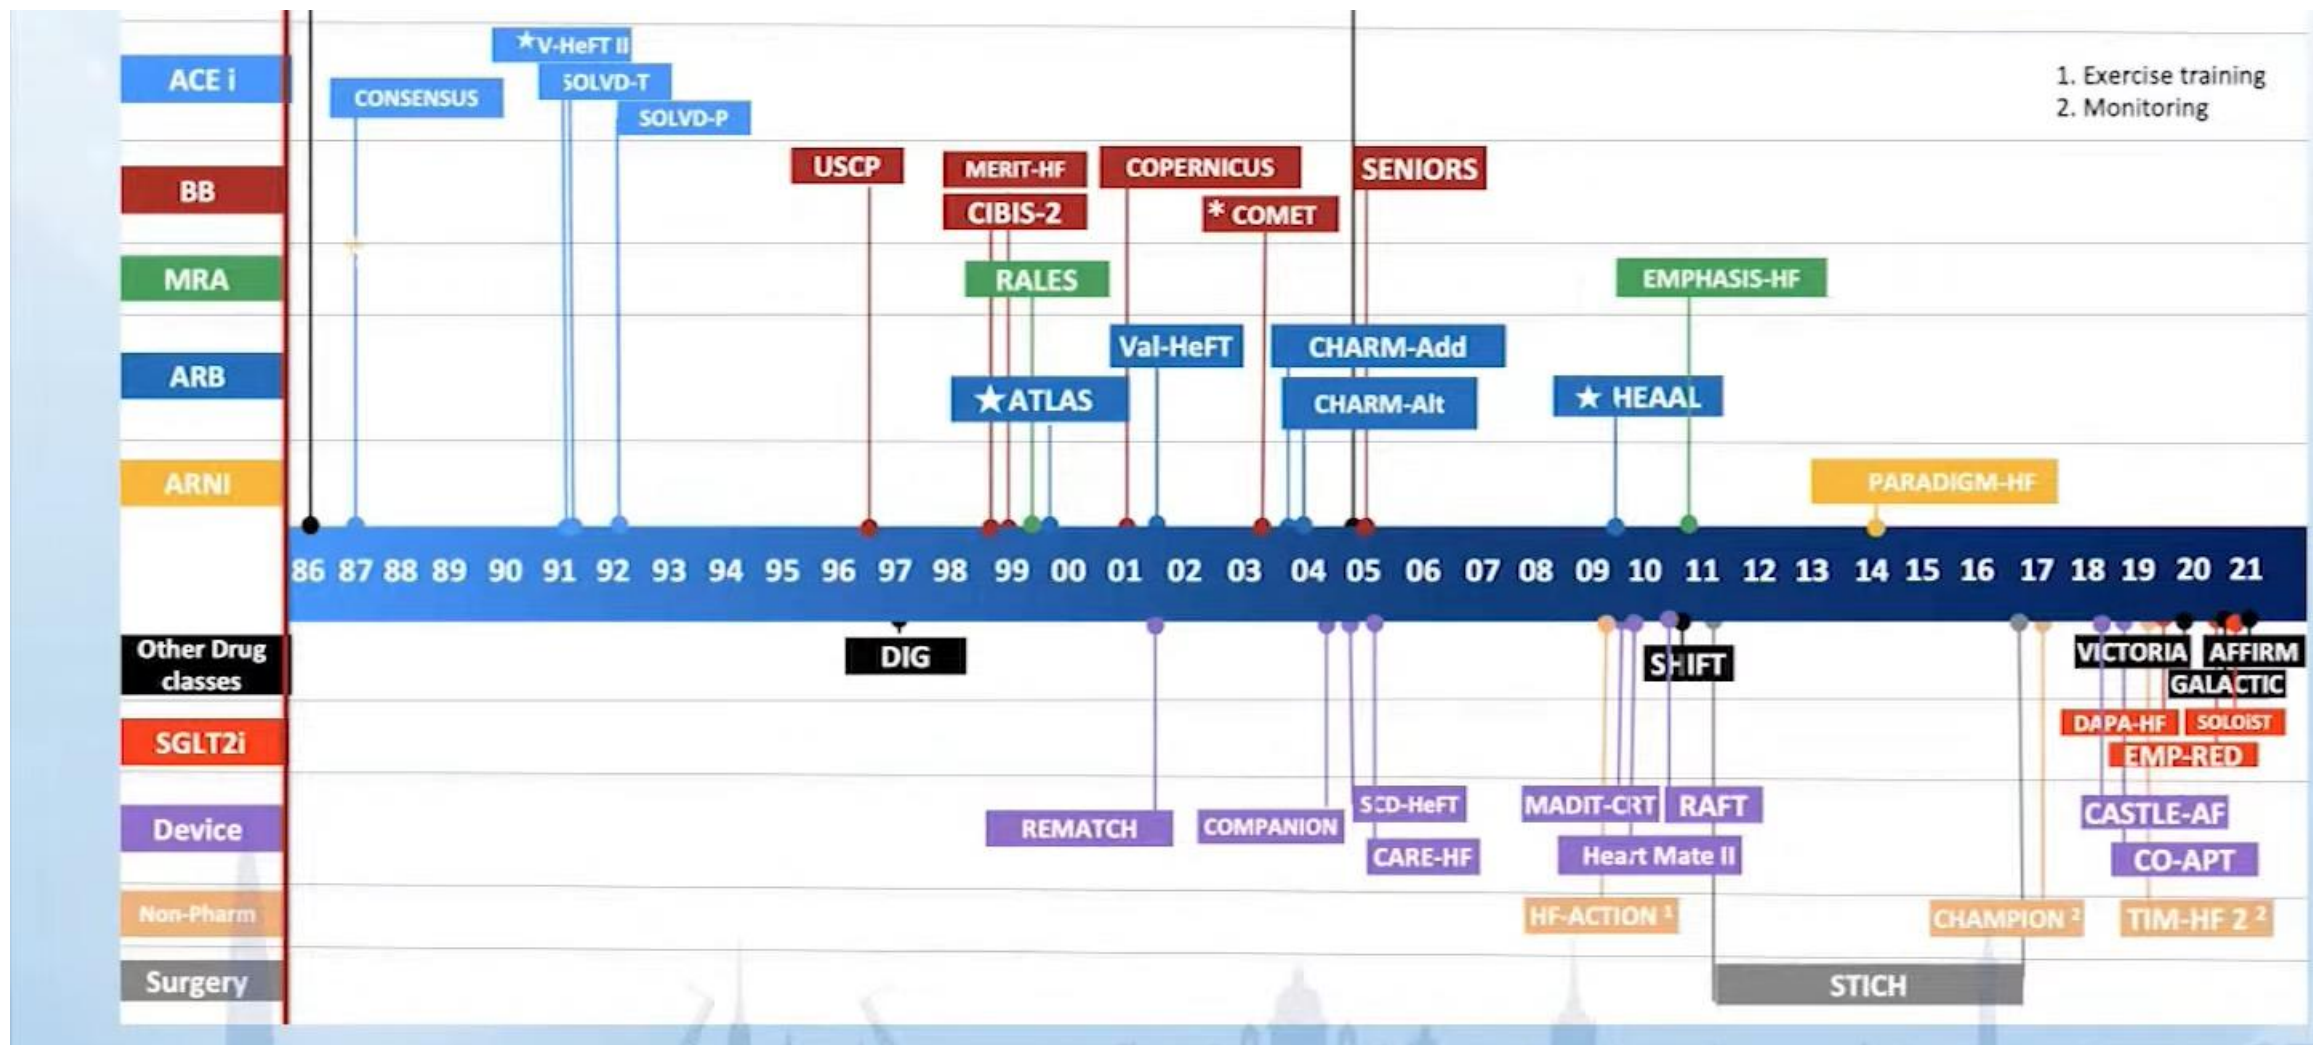 ★V-HeFT II
ACE i
SOLVD-T
1. Exercise training
CONSENSUS
2. Monitoring
SOLVD-P
USCP
MERIT-HF
COPERNICUS
SENIORS
BB
CIBIS-2
* COMET
MRA
RALES
EMPHASIS-HF
Val-HeFT
CHARM-Add
ARB
★ATLAS
CHARM-Alt
★ HEAAL
ARNI
PARADIGM-HF
86 87 88 89 90 91 92 93 94 95 96 97 98 99 00 01 02 03 04 05 06 07 08 09 10 11 12 13 14 15 16 17 18 19 20 21
Other Drug
classes
DIG
SHIFT
VICTORIA
AFFIRM
GALACTIC
SGLT2i
DAPA-HF
SOLOiST
EMP-RED
Device
REMATCH
COMPANION
SCD-HeFT
MADIT-CRT
RAFT
CASTLE-AF
CARE-HF
Heart Mate II
CO-APT
Non-Pharm
HF-ACTION ¹
CHAMPION ²
TIM-HF 2 ²
Surgery
STICH